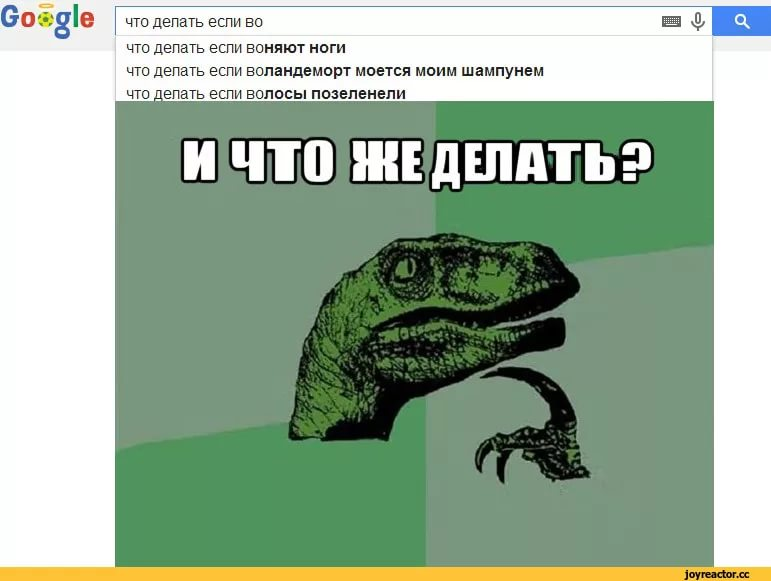 Google
что делать если во
что делать если воняют ноги
что делать если воландеморт моется моим шампунем
что делать если волосы позеленели
И ЧТО ЖЕ ДЕЛАТЬ?
joyreactor.cc